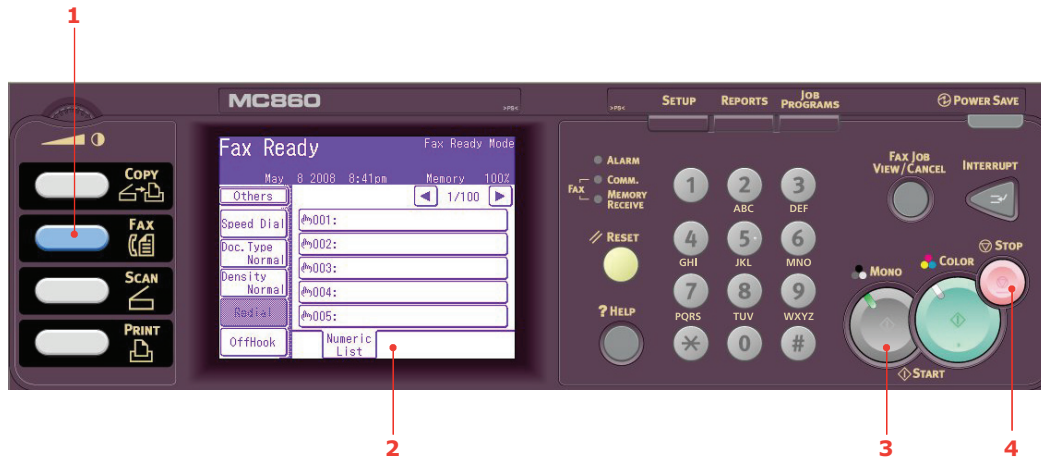 1
MC860
>PS<
>PS<
SETUP
REPORTS
JOB
PROGRAMS
POWER SAVE
COPY
FAX
SCAN
PRINT
Fax Ready
Fax Ready Mode
May 8 2008 8:41pm
Memory 100%
Others
1/100
Speed Dial
001:
Doc.Type
Normal
002:
Density
Normal
003:
Redial
004:
005:
OffHook
Numeric
List
ALARM
FAX
COMM.
MEMORY
RECEIVE
RESET
? HELP
1
2
ABC
3
DEF
4
GHI
5
JKL
6
MNO
7
PQRS
8
TUV
9
WXYZ
*
0
#
FAX JOB
VIEW/CANCEL
INTERRUPT
STOP
MONO
COLOR
START
2
3
4